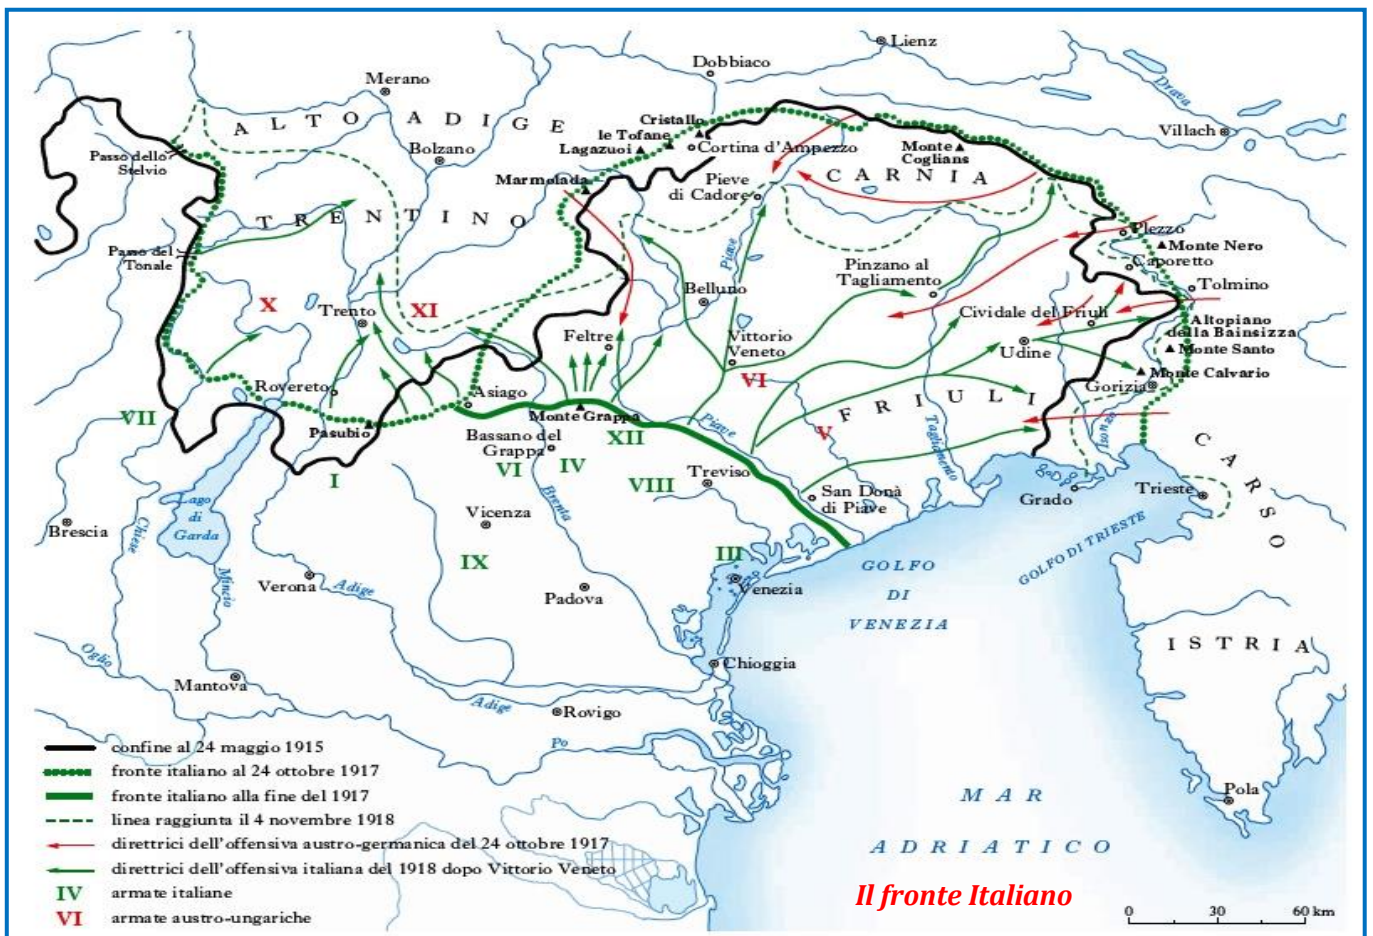 Lienz
Dobbiaco
Merano
Drava
Villach
ALTO ADIGE
Cristallo
le Tofane
Lagazuoi
Cortina d'Ampezzo
Monte
Coglians
Passo dello
Stelvio
Bolzano
Marmolada
Pieve
di Cadore
CARNIA
TRENTINO
Piave
Plezzo
Monte Nero
Caporetto
Passo del
Tonale
Pinzano al
Tagliamento
Tolmino
X
XI
Trento
Belluno
Cividale del Friuli
Altopiano
della Bainsizza
Feltre
Vittorio
Veneto
Udine
Monte Santo
VI
Monte Calvario
Rovereto
Asiago
Gorizia
VII
Pasubio
Monte Grappa
FRIULI
Piave
V
Tagliamento
Isonzo
Bassano del
Grappa
XII
CARSO
I
VI
IV
VIII
Treviso
San Donà
di Piave
Grado
Trieste
Lago
di
Garda
Brescia
Chiese
Vicenza
Brenta
GOLFO DI TRIESTE
IX
III
GOLFO
DI
VENEZIA
Mincio
Verona
Adige
Padova
Venezia
ISTRIA
Oglio
Chioggia
Mantova
Adige
Rovigo
Po
Pola
confine al 24 maggio 1915
fronte italiano al 24 ottobre 1917
fronte italiano alla fine del 1917
linea raggiunta il 4 novembre 1918
direttrici dell'offensiva austro-germanica del 24 ottobre 1917
direttrici dell'offensiva italiana del 1918 dopo Vittorio Veneto
IV armate italiane
VI armate austro-ungariche
MAR
ADRIATICO
Il fronte Italiano
0 30 60 km